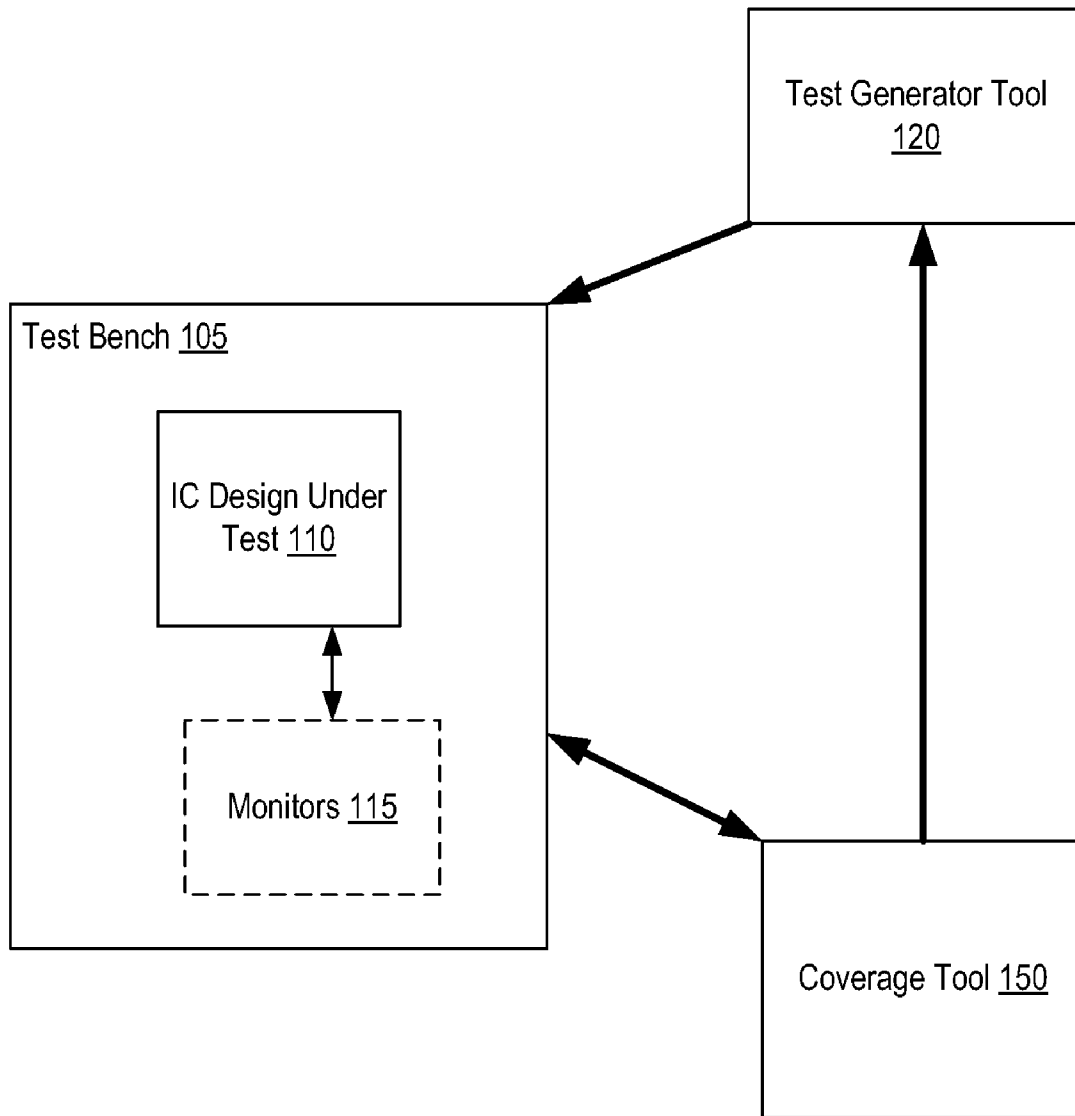 Test Generator Tool
120
Test Bench 105
IC Design Under
Test 110
Monitors 115
Coverage Tool 150